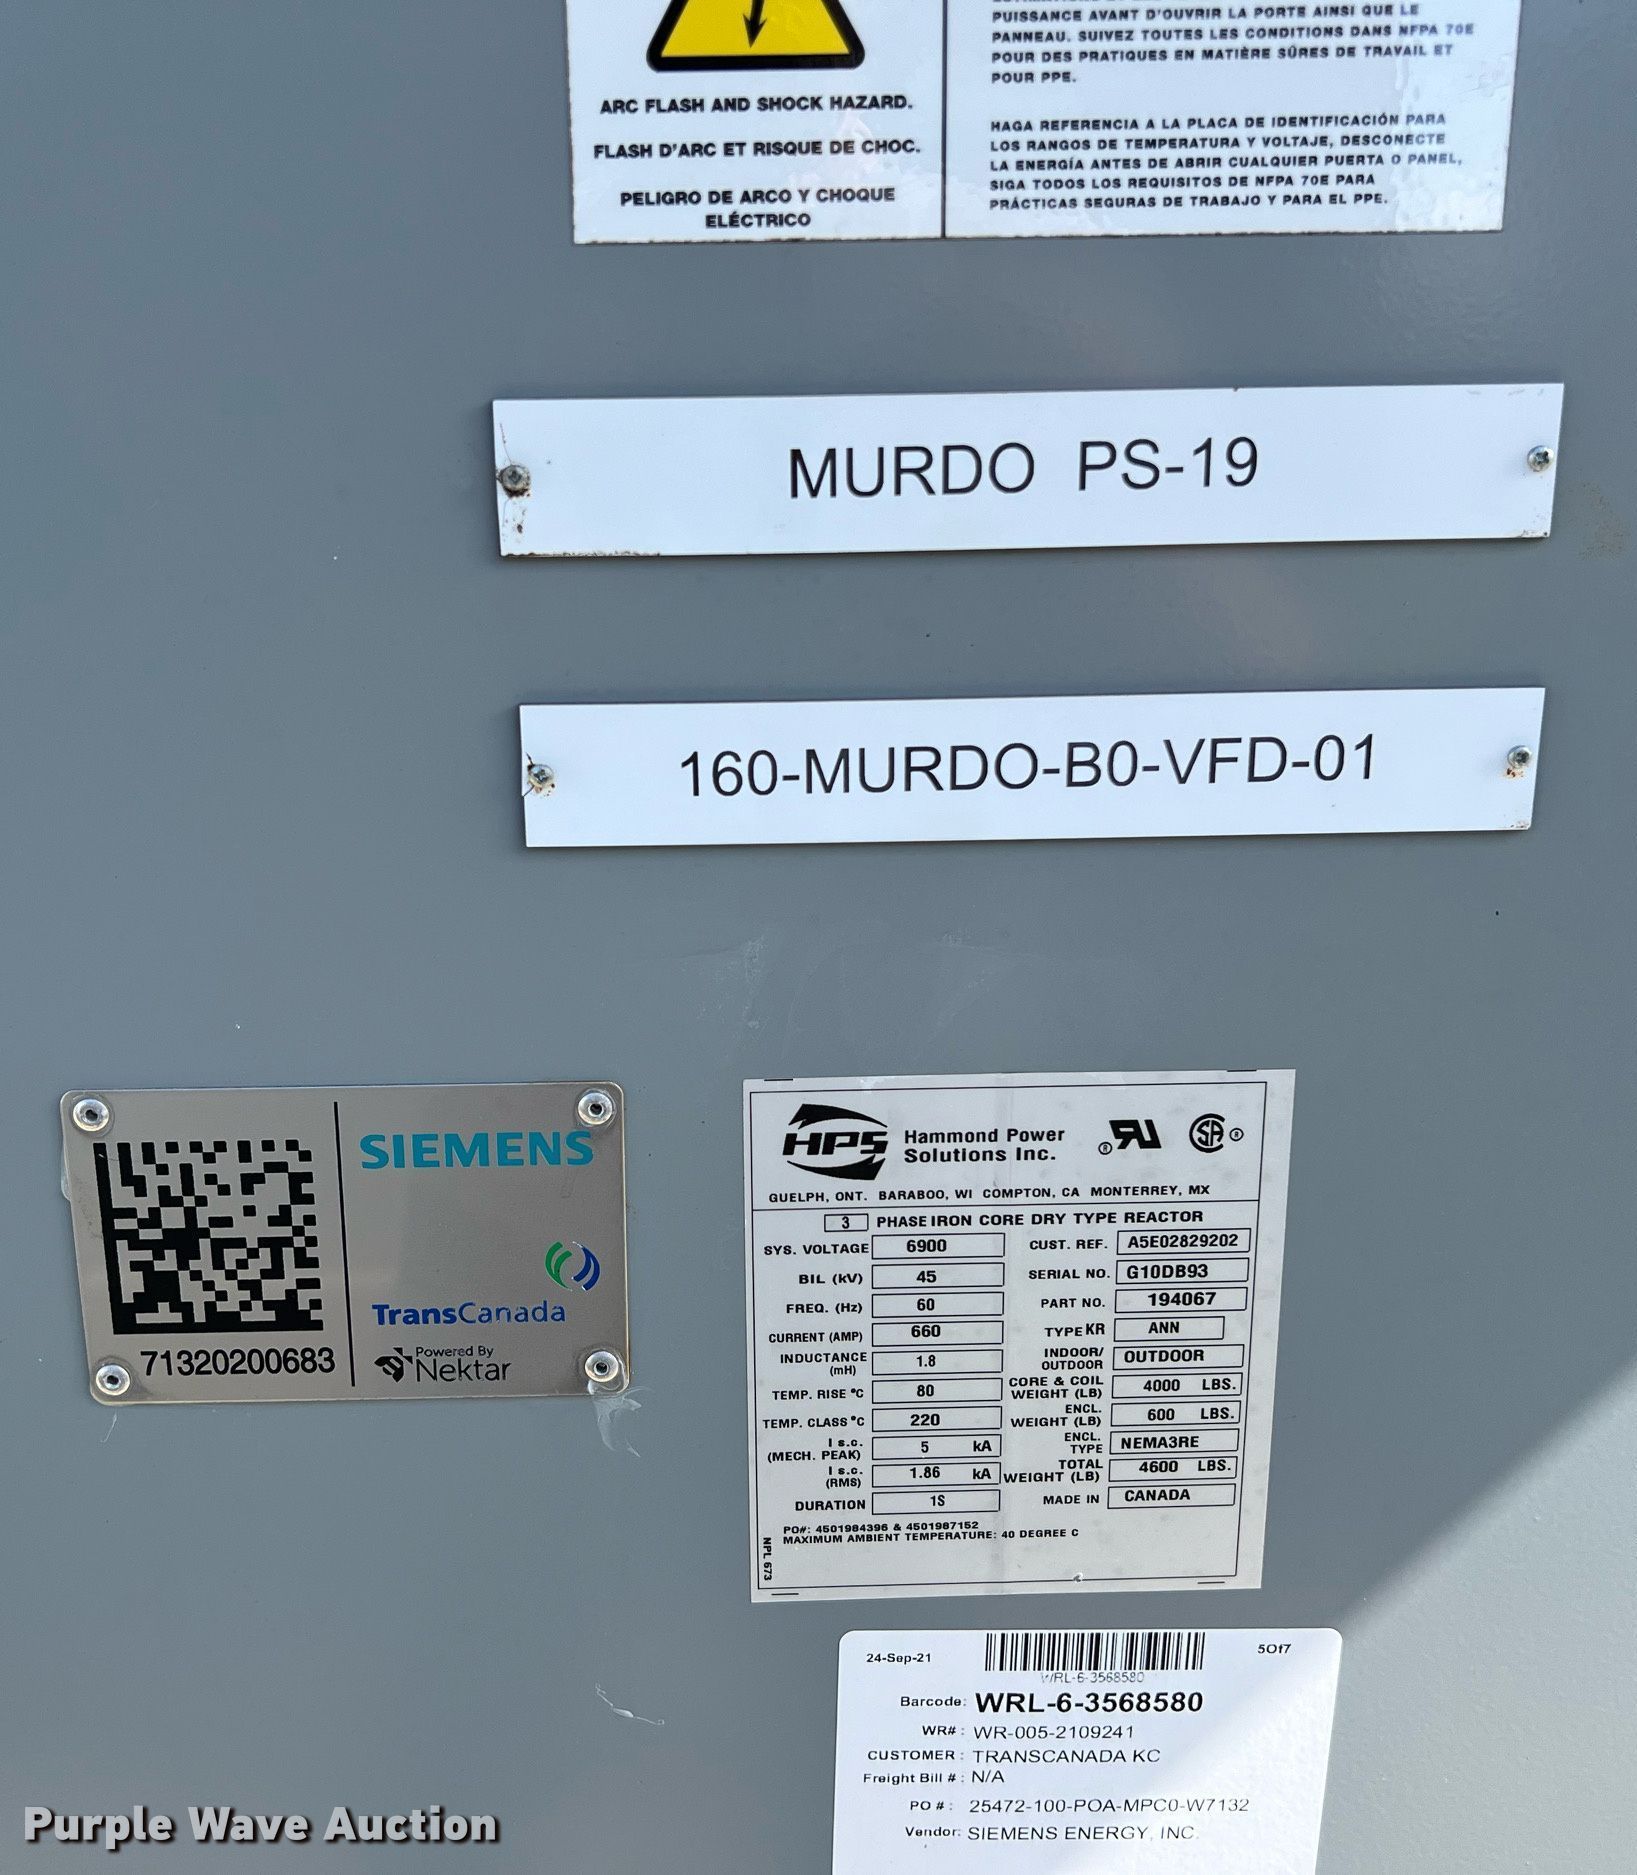 ARC FLASH AND SHOCK HAZARD.
FLASH D'ARC ET RISQUE DE CHOC.
PELIGRO DE ARCO Y CHOQUE
ELÉCTRICO
PUISSANCE AVANT D'OUVRIR LA PORTE AINSI QUE LE
PANNEAU. SUIVEZ TOUTES LES CONDITIONS DANS NFPA 70E
POUR DES PRATIQUES EN MATIÈRE SÛRES DE TRAVAIL ET
POUR PPE.
HAGA REFERENCIA A LA PLACA DE IDENTIFICACIÓN PARA
LOS RANGOS DE TEMPERATURA Y VOLTAJE, DESCONECTE
LA ENERGÍA ANTES DE ABRIR CUALQUIER PUERTA O PANEL,
SIGA TODOS LOS REQUISITOS DE NFPA 70E PARA
PRÁCTICAS SEGURAS DE TRABAJO Y PARA EL PPE.
MURDO PS-19
160-MURDO-B0-VFD-01
SIEMENS
TransCanada
Powered By
Nektar
71320200683
HPS
Hammond Power
Solutions Inc.
GUELPH, ONT. BARABOO, WI COMPTON, CA MONTERREY, MX
3 PHASE IRON CORE DRY TYPE REACTOR
SYS. VOLTAGE 6900 CUST. REF. A5E02829202
BIL (kV) 45 SERIAL NO. G10DB93
FREQ. (Hz) 60 PART NO. 194067
CURRENT (AMP) 660 TYPE KR ANN
INDUCTANCE (mH) 1.8 INDOOR/OUTDOOR OUTDOOR
TEMP. RISE °C 80 CORE & COIL WEIGHT (LB) 4000 LBS.
TEMP. CLASS °C 220 ENCL. WEIGHT (LB) 600 LBS.
I s.c. (MECH. PEAK) 5 kA ENCL. TYPE NEMA3RE
I s.c. (RMS) 1.86 kA TOTAL WEIGHT (LB) 4600 LBS.
DURATION 1S MADE IN CANADA
PO#: 4501984396 & 4501987152
MAXIMUM AMBIENT TEMPERATURE: 40 DEGREE C
NPL 673
24-Sep-21 5Of7
WRL-6-3568580
Barcode: WRL-6-3568580
WR# : WR-005-2109241
CUSTOMER : TRANSCANADA KC
Freight Bill # : N/A
PO # : 25472-100-POA-MPC0-W7132
Vendor: SIEMENS ENERGY, INC.
Purple Wave Auction